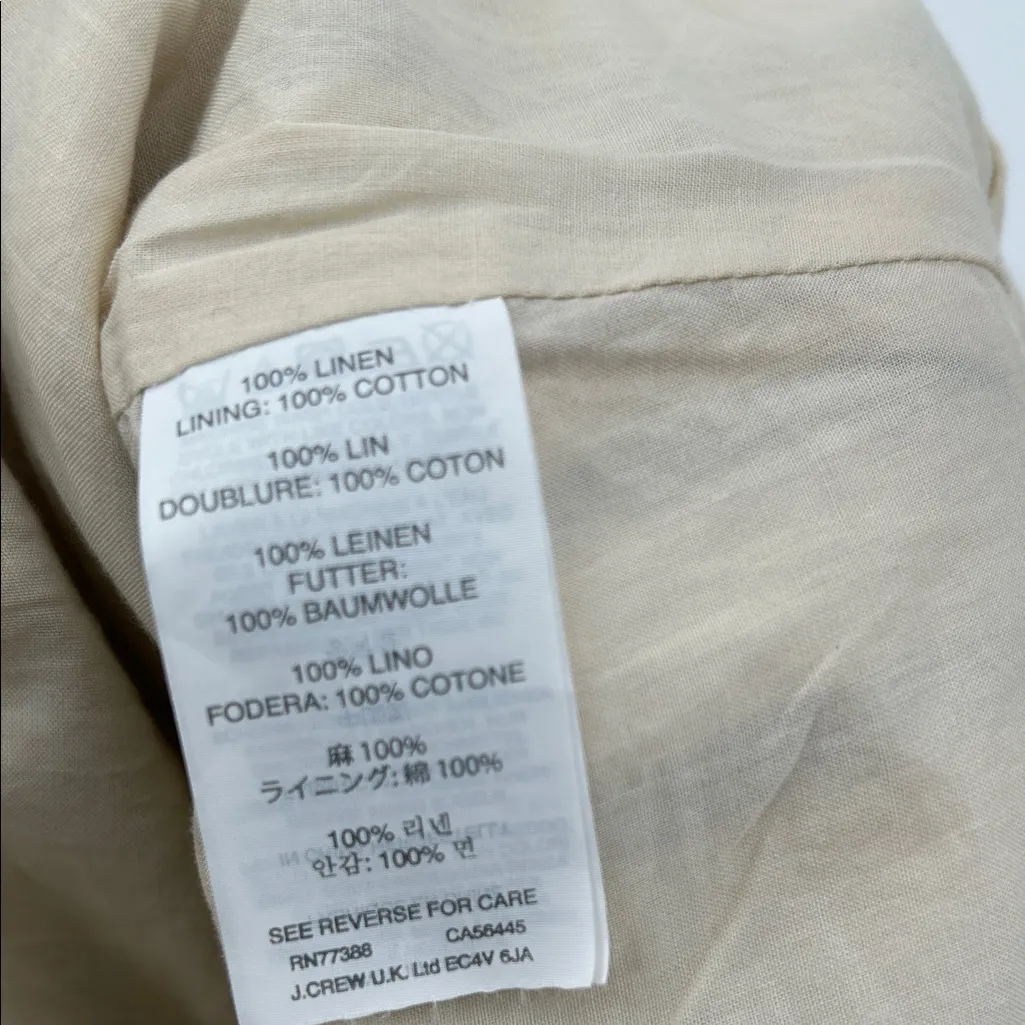 100% LINEN
LINING: 100% COTTON
100% LIN
DOUBLURE: 100% COTON
100% LEINEN
FUTTER:
100% BAUMWOLLE
100% LINO
FODERA: 100% COTONE
麻 100%
ライニング: 綿 100%
100% 리넨
안감: 100% 면
SEE REVERSE FOR CARE
RN77388 CA56445
J.CREW U.K. Ltd EC4V 6JA